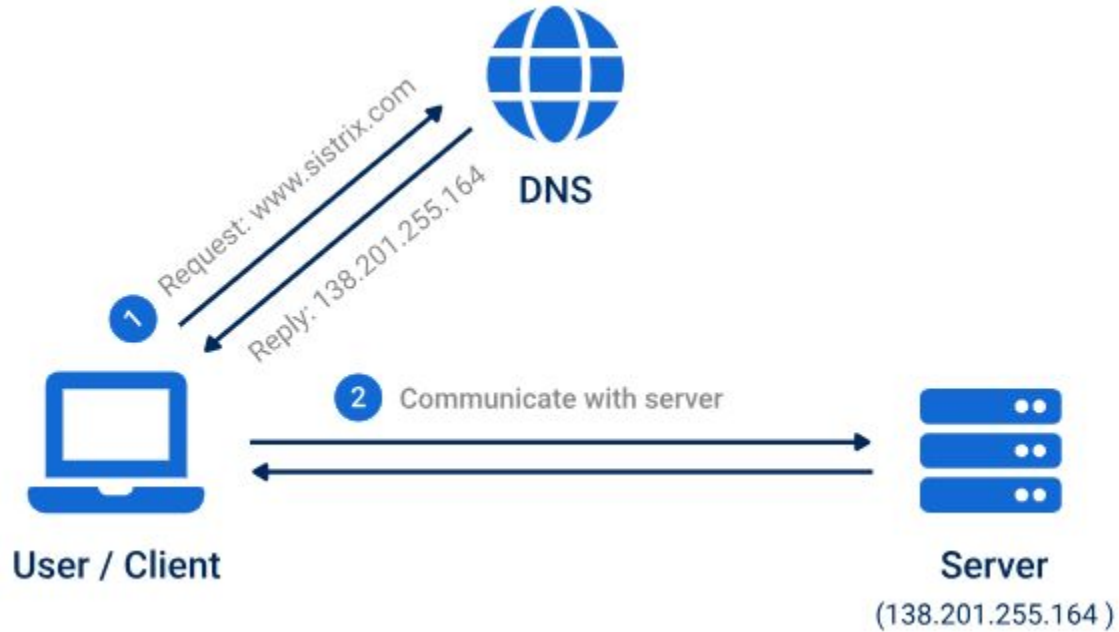 Request: www.sistrix.com
DNS
Reply: 138.201.255.164
1
2 Communicate with server
User / Client
Server
(138.201.255.164 )